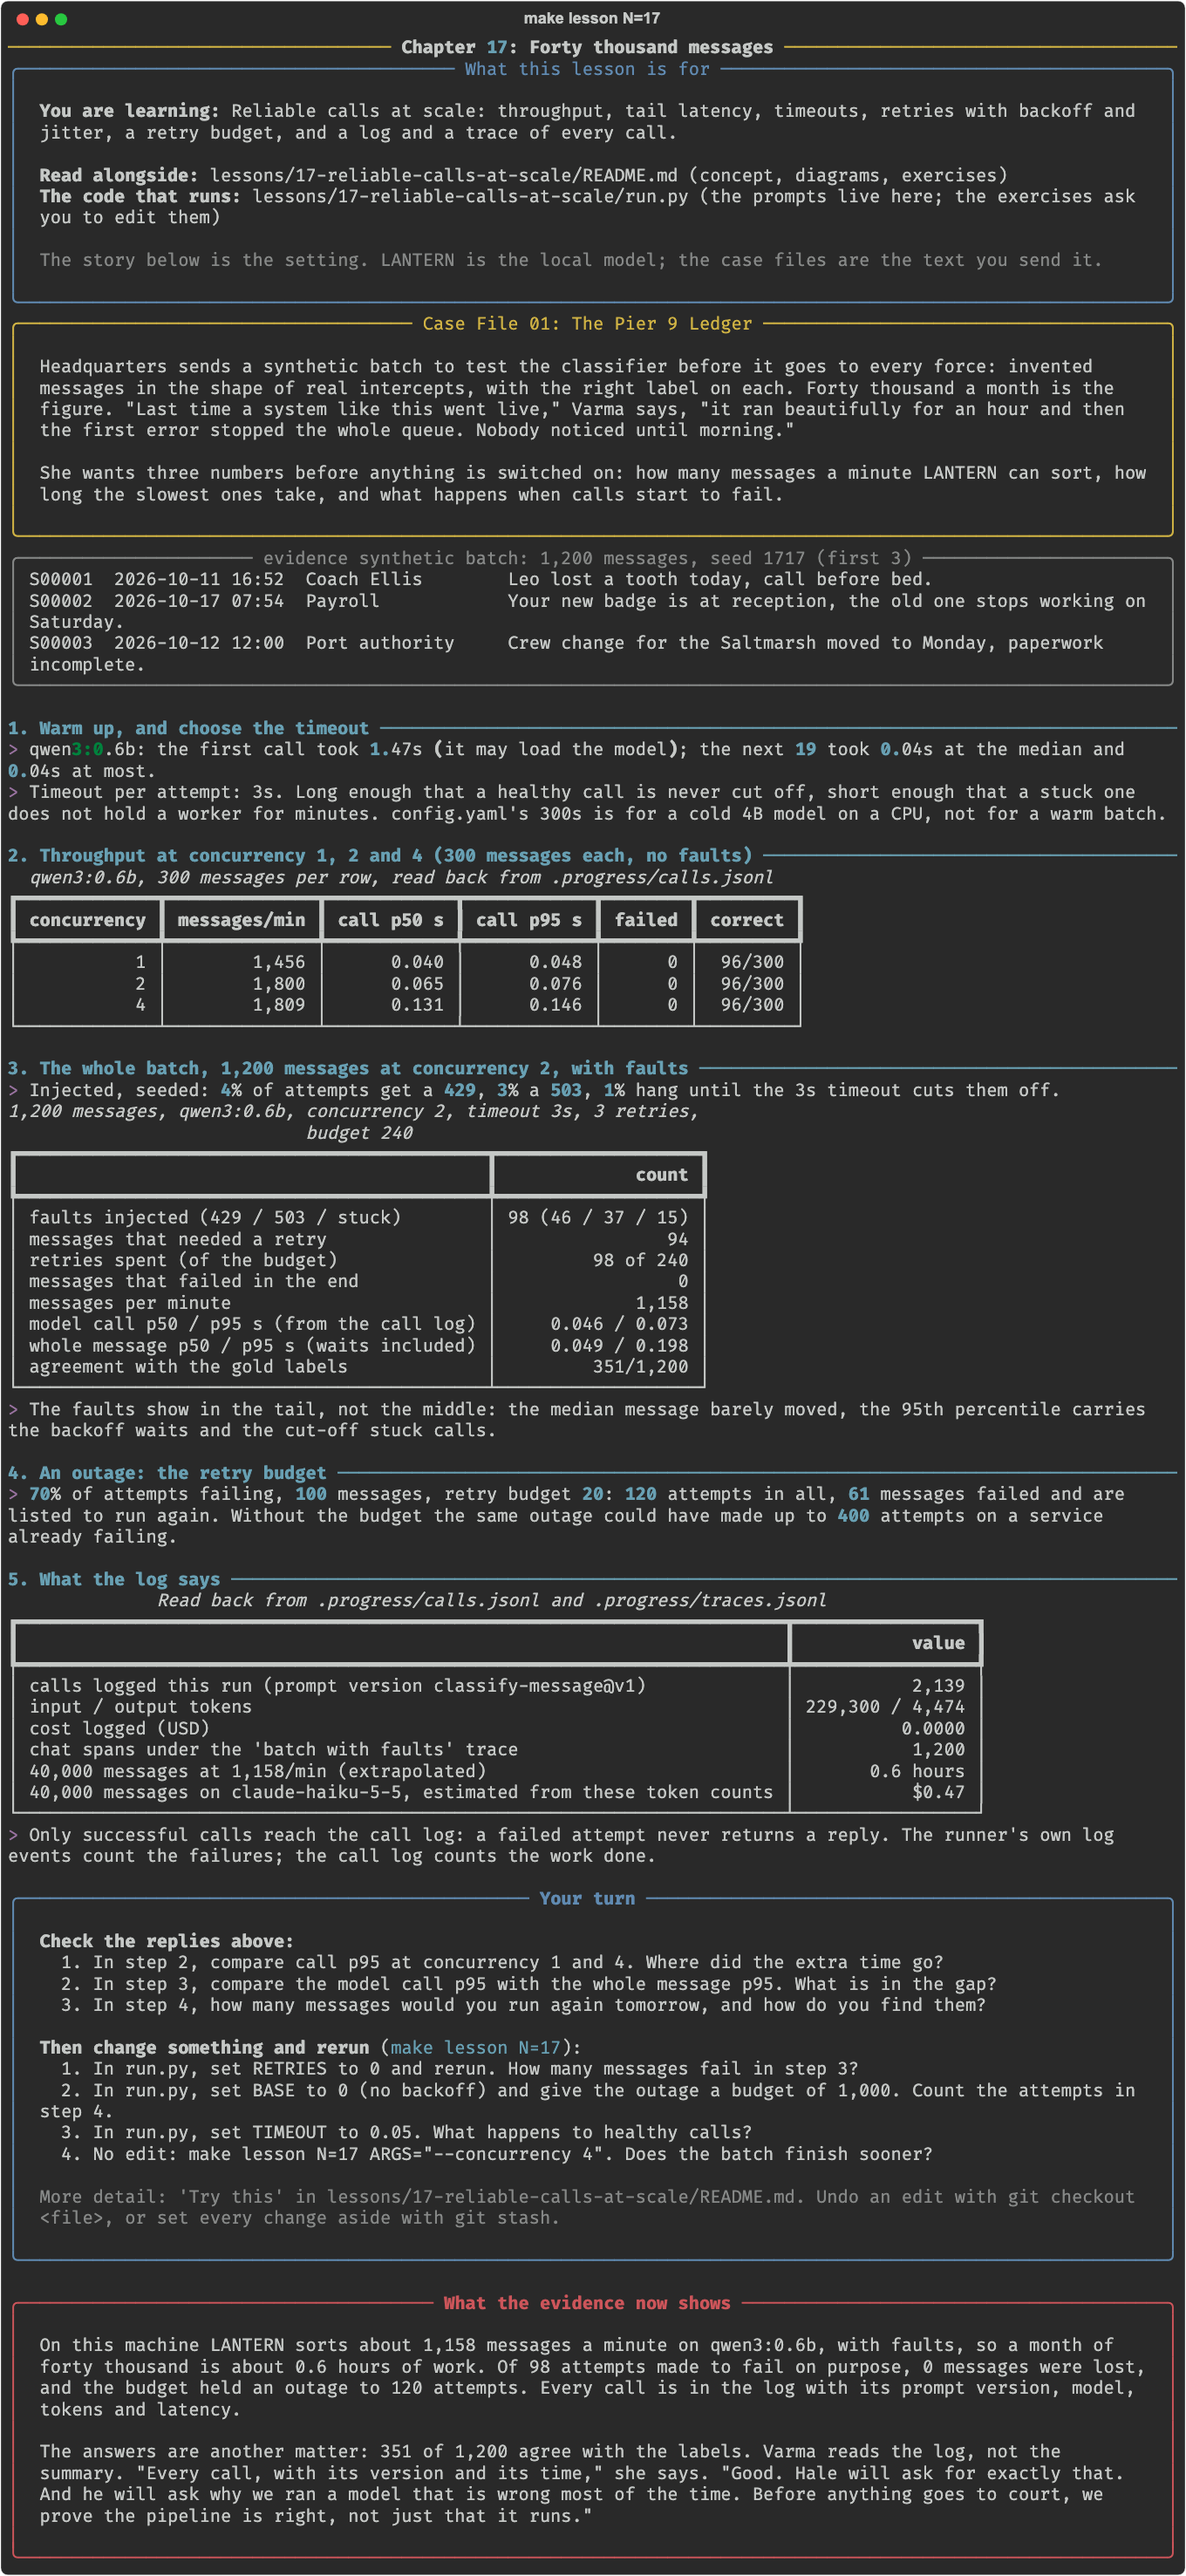 make lesson N=17
Chapter 17: Forty thousand messages
What this lesson is for
You are learning: Reliable calls at scale: throughput, tail latency, timeouts, retries with backoff and
jitter, a retry budget, and a log and a trace of every call.
Read alongside: lessons/17-reliable-calls-at-scale/README.md (concept, diagrams, exercises)
The code that runs: lessons/17-reliable-calls-at-scale/run.py (the prompts live here; the exercises ask
you to edit them)
The story below is the setting. LANTERN is the local model; the case files are the text you send it.
Case File 01: The Pier 9 Ledger
Headquarters sends a synthetic batch to test the classifier before it goes to every force: invented
messages in the shape of real intercepts, with the right label on each. Forty thousand a month is the
figure. "Last time a system like this went live," Varma says, "it ran beautifully for an hour and then
the first error stopped the whole queue. Nobody noticed until morning."
She wants three numbers before anything is switched on: how many messages a minute LANTERN can sort, how
long the slowest ones take, and what happens when calls start to fail.
evidence synthetic batch: 1,200 messages, seed 1717 (first 3)
S00001  2026-10-11 16:52  Coach Ellis        Leo lost a tooth today, call before bed.
S00002  2026-10-17 07:54  Payroll            Your new badge is at reception, the old one stops working on
Saturday.
S00003  2026-10-12 12:00  Port authority     Crew change for the Saltmarsh moved to Monday, paperwork
incomplete.
1. Warm up, and choose the timeout
> qwen3:0.6b: the first call took 1.47s (it may load the model); the next 19 took 0.04s at the median and
0.04s at most.
> Timeout per attempt: 3s. Long enough that a healthy call is never cut off, short enough that a stuck one
does not hold a worker for minutes. config.yaml's 300s is for a cold 4B model on a CPU, not for a warm batch.
2. Throughput at concurrency 1, 2 and 4 (300 messages each, no faults)
qwen3:0.6b, 300 messages per row, read back from .progress/calls.jsonl
concurrency  messages/min  call p50 s  call p95 s  failed  correct
1  1,456  0.040  0.048  0  96/300
2  1,800  0.065  0.076  0  96/300
4  1,809  0.131  0.146  0  96/300
3. The whole batch, 1,200 messages at concurrency 2, with faults
> Injected, seeded: 4% of attempts get a 429, 3% a 503, 1% hang until the 3s timeout cuts them off.
1,200 messages, qwen3:0.6b, concurrency 2, timeout 3s, 3 retries,
budget 240
count
faults injected (429 / 503 / stuck)  98 (46 / 37 / 15)
messages that needed a retry  94
retries spent (of the budget)  98 of 240
messages that failed in the end  0
messages per minute  1,158
model call p50 / p95 s (from the call log)  0.046 / 0.073
whole message p50 / p95 s (waits included)  0.049 / 0.198
agreement with the gold labels  351/1,200
> The faults show in the tail, not the middle: the median message barely moved, the 95th percentile carries
the backoff waits and the cut-off stuck calls.
4. An outage: the retry budget
> 70% of attempts failing, 100 messages, retry budget 20: 120 attempts in all, 61 messages failed and are
listed to run again. Without the budget the same outage could have made up to 400 attempts on a service
already failing.
5. What the log says
Read back from .progress/calls.jsonl and .progress/traces.jsonl
value
calls logged this run (prompt version classify-message@v1)  2,139
input / output tokens  229,300 / 4,474
cost logged (USD)  0.0000
chat spans under the 'batch with faults' trace  1,200
40,000 messages at 1,158/min (extrapolated)  0.6 hours
40,000 messages on claude-haiku-5-5, estimated from these token counts  $0.47
> Only successful calls reach the call log: a failed attempt never returns a reply. The runner's own log
events count the failures; the call log counts the work done.
Your turn
Check the replies above:
1. In step 2, compare call p95 at concurrency 1 and 4. Where did the extra time go?
2. In step 3, compare the model call p95 with the whole message p95. What is in the gap?
3. In step 4, how many messages would you run again tomorrow, and how do you find them?
Then change something and rerun (make lesson N=17):
1. In run.py, set RETRIES to 0 and rerun. How many messages fail in step 3?
2. In run.py, set BASE to 0 (no backoff) and give the outage a budget of 1,000. Count the attempts in
step 4.
3. In run.py, set TIMEOUT to 0.05. What happens to healthy calls?
4. No edit: make lesson N=17 ARGS="--concurrency 4". Does the batch finish sooner?
More detail: 'Try this' in lessons/17-reliable-calls-at-scale/README.md. Undo an edit with git checkout
<file>, or set every change aside with git stash.
What the evidence now shows
On this machine LANTERN sorts about 1,158 messages a minute on qwen3:0.6b, with faults, so a month of
forty thousand is about 0.6 hours of work. Of 98 attempts made to fail on purpose, 0 messages were lost,
and the budget held an outage to 120 attempts. Every call is in the log with its prompt version, model,
tokens and latency.
The answers are another matter: 351 of 1,200 agree with the labels. Varma reads the log, not the
summary. "Every call, with its version and its time," she says. "Good. Hale will ask for exactly that.
And he will ask why we ran a model that is wrong most of the time. Before anything goes to court, we
prove the pipeline is right, not just that it runs."